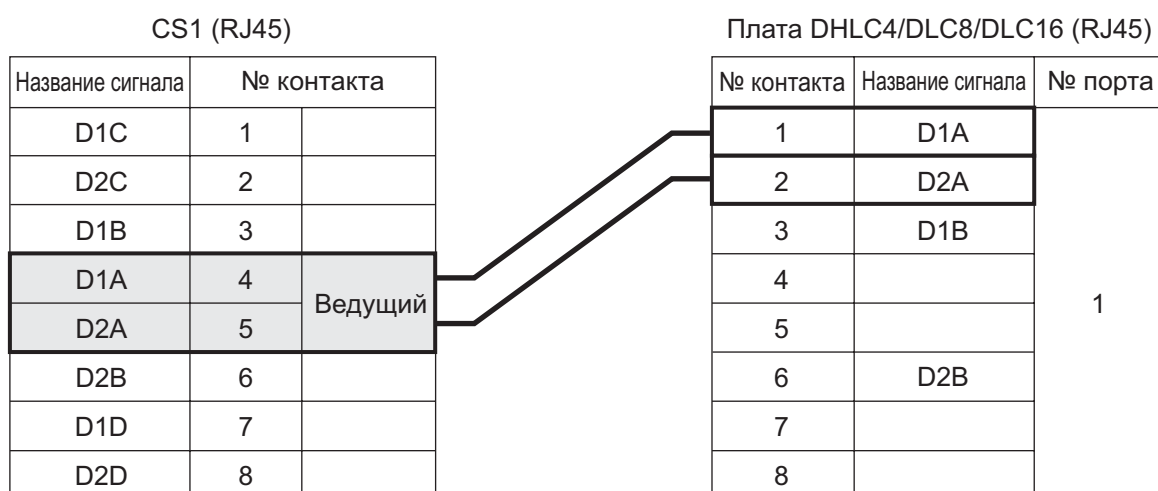 CS1 (RJ45)
Плата DHLC4/DLC8/DLC16 (RJ45)
Название сигнала № контакта
№ контакта Название сигнала № порта
D1C 1
1 D1A
D2C 2
2 D2A
D1B 3
3 D1B
D1A 4
4
Ведущий
1
D2A 5
5
D2B 6
6 D2B
D1D 7
7
D2D 8
8